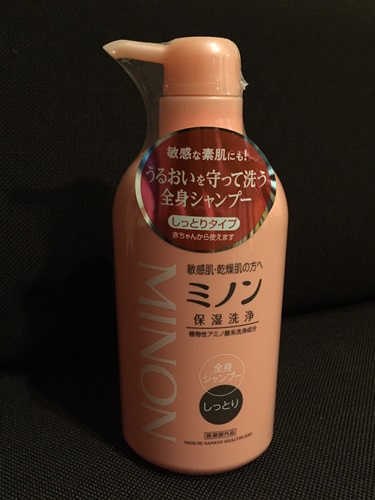 敏感な素肌にも!
うるおいを守って洗う
全身シャンプー
しっとりタイプ
赤ちゃんから使えます
敏感肌・乾燥肌の方へ
ミノン
保湿洗浄
植物性アミノ酸系洗浄成分
MINON
全身
シャンプー
しっとり
医薬部外品
DAIICHI SANKYO HEALTHCARE